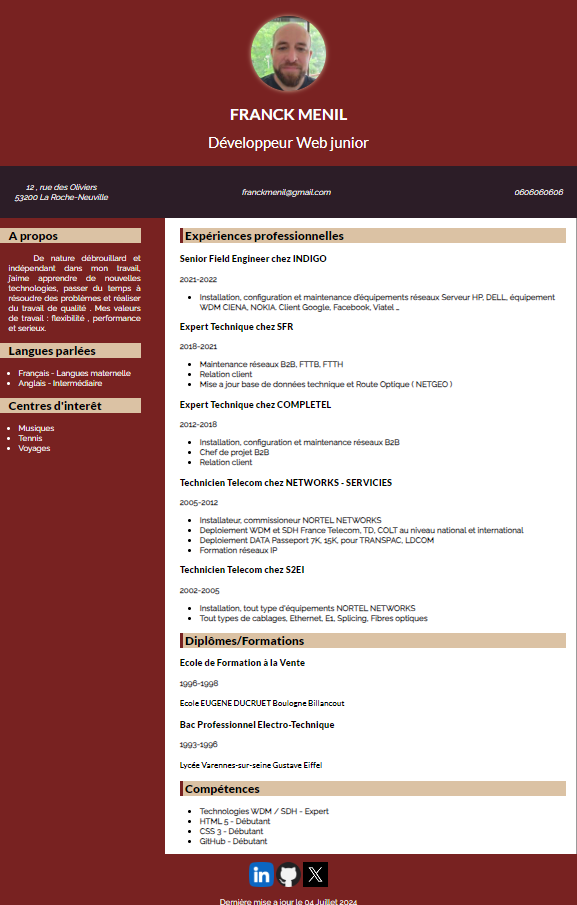 FRANCK MENIL
Développeur Web junior
12 , rue des Oliviers
53200 La Roche-Neuville
franckmenil@gmail.com
0606060606
A propos
De nature débrouillard et
indépendant dans mon travail,
j'aime apprendre de nouvelles
technologies, passer du temps à
résoudre des problèmes et réaliser
du travail de qualité . Mes valeurs
de travail : flexibilité , performance
et serieux.
Langues parlées
Français - Langues maternelle
Anglais - Intermédiaire
Centres d'interêt
Musiques
Tennis
Voyages
Expériences professionnelles
Senior Field Engineer chez INDIGO
2021-2022
Installation, configuration et maintenance d'équipements réseaux Serveur HP, DELL, équipement
WDM CIENA, NOKIA. Client Google, Facebook, Viatel ...
Expert Technique chez SFR
2018-2021
Maintenance réseaux B2B, FTTB, FTTH
Relation client
Mise a jour base de données technique et Route Optique ( NETGEO )
Expert Technique chez COMPLETEL
2012-2018
Installation, configuration et maintenance réseaux B2B
Chef de projet B2B
Relation client
Technicien Telecom chez NETWORKS - SERVICIES
2005-2012
Installateur, commissioner NORTEL NETWORKS
Deploiement WDM et SDH France Telecom, TD, COLT au niveau national et international
Deploiement DATA Passeport 7K, 15K, pour TRANSPAC, LDCOM
Formation réseaux IP
Technicien Telecom chez S2EI
2002-2005
Installation, tout type d'équipements NORTEL NETWORKS
Tout types de cablages, Ethernet, E1, Splicing, Fibres optiques
Diplômes/Formations
Ecole de Formation à la Vente
1996-1998
Ecole EUGENE DUCRUET Boulogne Billancout
Bac Professionnel Electro-Technique
1993-1996
Lycée Varennes-sur-seine Gustave Eiffel
Compétences
Technologies WDM / SDH - Expert
HTML 5 - Débutant
CSS 3 - Débutant
GitHub - Débutant
in
Dernière mise a jour le 04 Juillet 2024